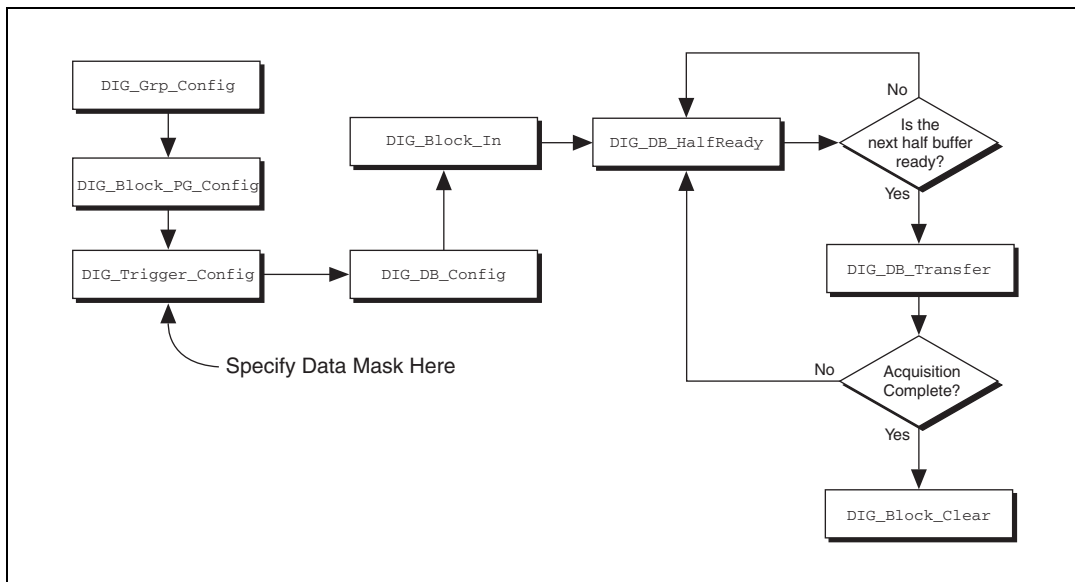 DIG_Grp_Config
DIG_Block_PG_Config
DIG_Trigger_Config
Specify Data Mask Here
DIG_DB_Config
DIG_Block_In
DIG_DB_HalfReady
No
Is the
next half buffer
ready?
Yes
DIG_DB_Transfer
No
Acquisition
Complete?
Yes
DIG_Block_Clear